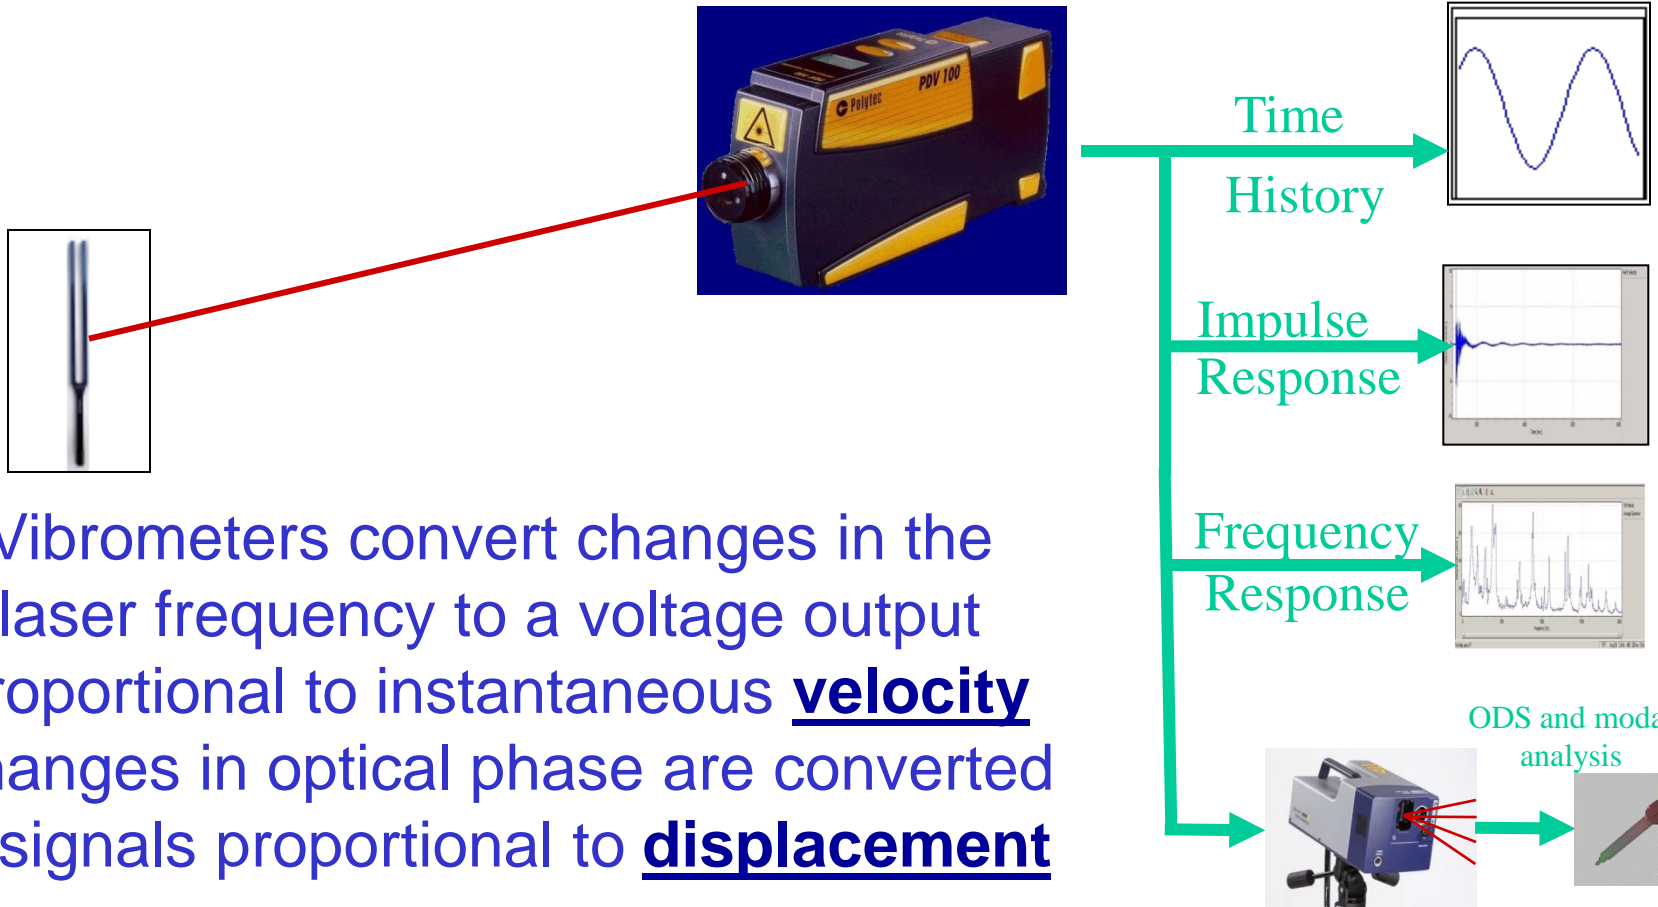 Polytec
PDV 100
Time
History
Impulse
Response
Frequency
Response
Vibrometers convert changes in the
laser frequency to a voltage output
roportional to instantaneous velocity
hanges in optical phase are converted
signals proportional to displacement
ODS and moda
analysis